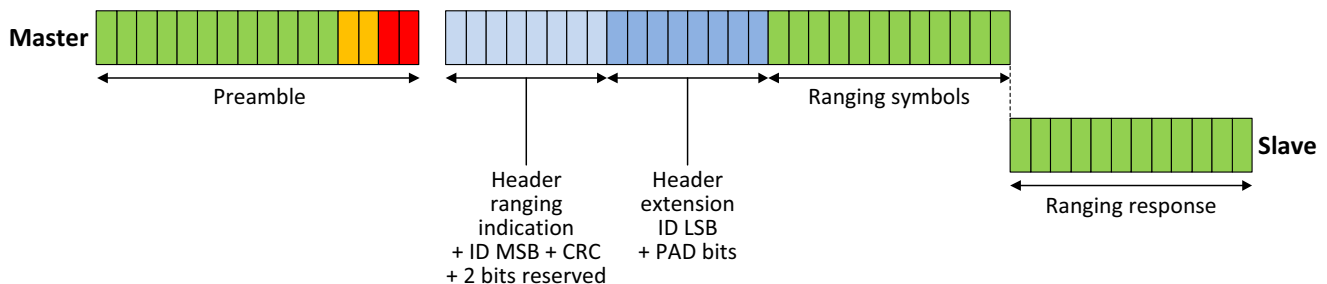 Master
Preamble
Ranging symbols
Slave
Ranging response
Header
ranging
indication
+ ID MSB + CRC
+ 2 bits reserved
Header
extension
ID LSB
+ PAD bits